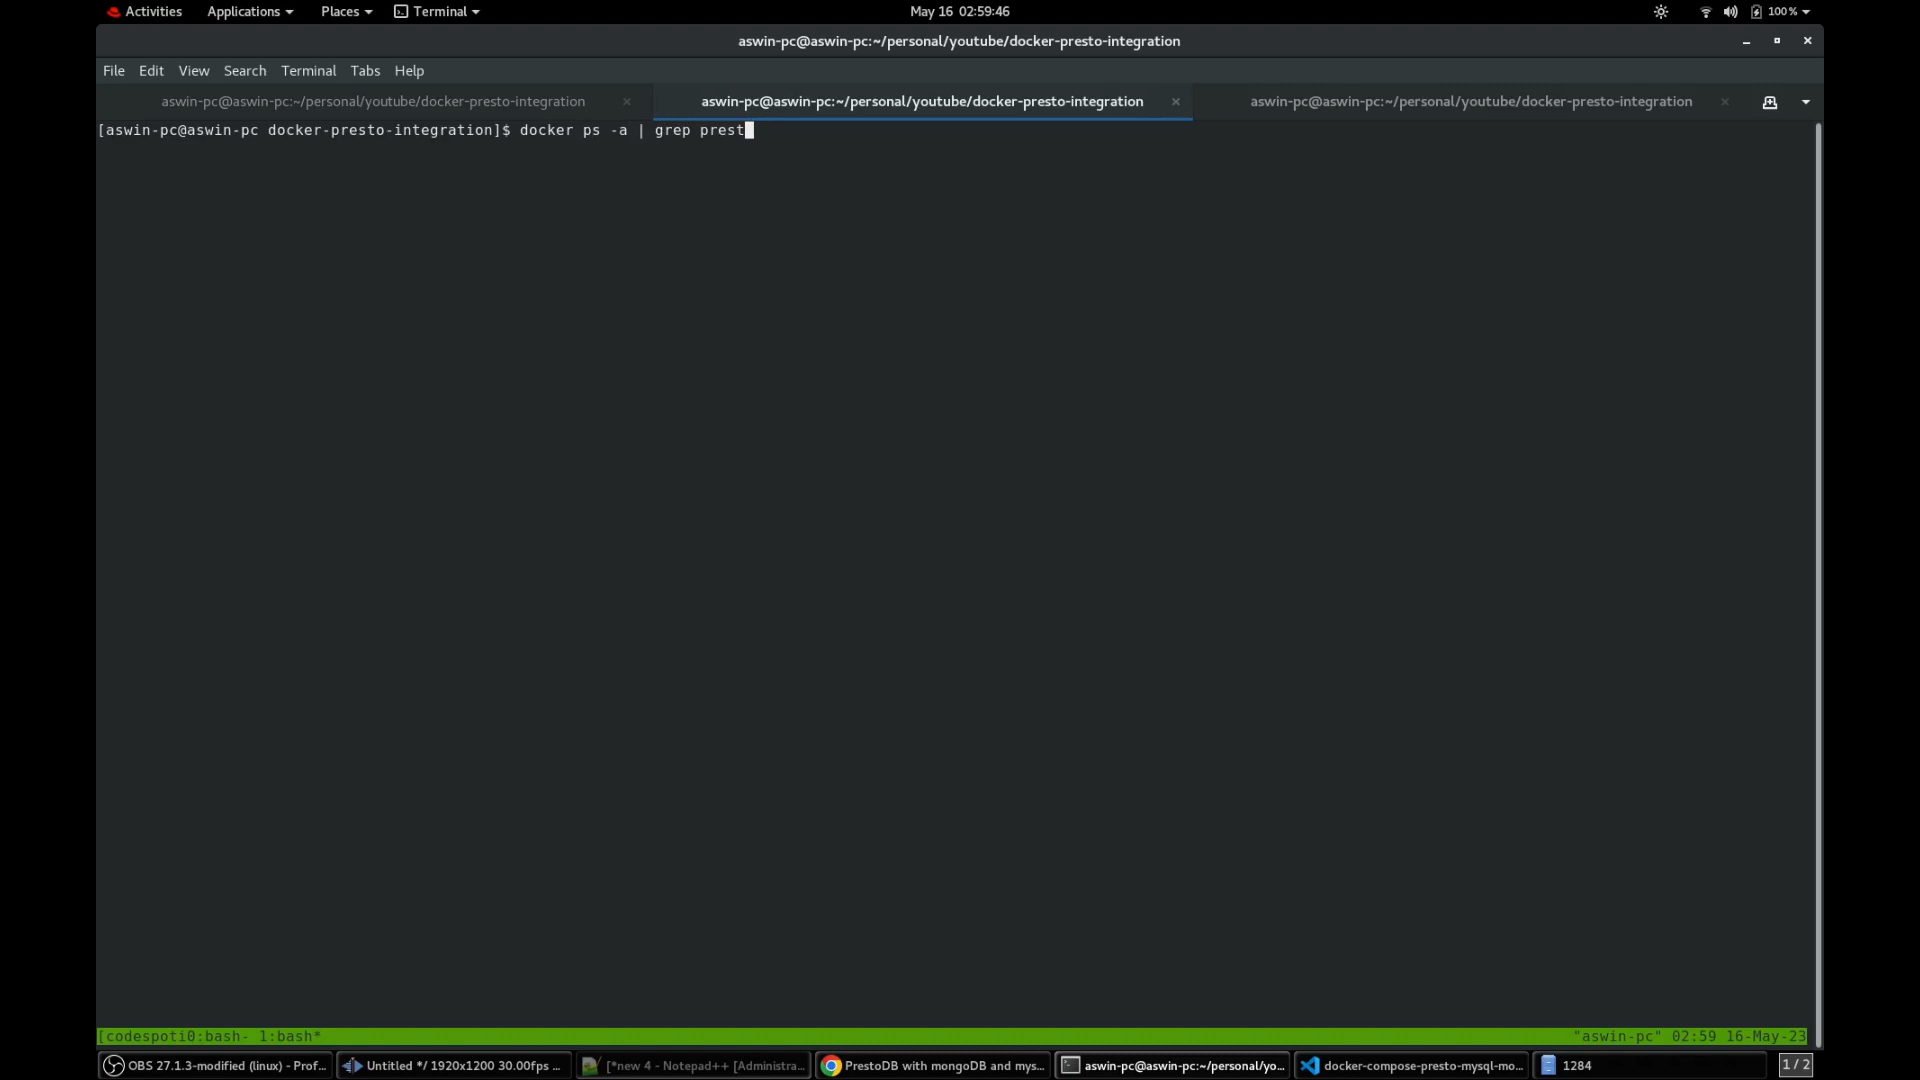 Activities Applications Places Terminal May 16 02:59:46 100%
aswin-pc@aswin-pc:~/personal/youtube/docker-presto-integration
File Edit View Search Terminal Tabs Help
aswin-pc@aswin-pc:~/personal/youtube/docker-presto-integration aswin-pc@aswin-pc:~/personal/youtube/docker-presto-integration aswin-pc@aswin-pc:~/personal/youtube/docker-presto-integration
[aswin-pc@aswin-pc docker-presto-integration]$ docker ps -a | grep prest
[codespoti0:bash- 1:bash* "aswin-pc" 02:59 16-May-23
OBS 27.1.3-modified (linux) - Prof... Untitled */ 1920x1200 30.00fps ... [*new 4 - Notepad++ [Administra... PrestoDB with mongoDB and mys... aswin-pc@aswin-pc:~/personal/yo... docker-compose-presto-mysql-mo... 1284 1 / 2